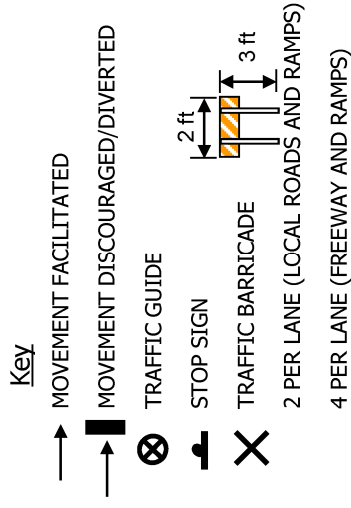 Key
MOVEMENT FACILITATED
MOVEMENT DISCOURAGED/DIVERTED
TRAFFIC GUIDE
STOP SIGN
TRAFFIC BARRICADE
2 ft
3 ft
2 PER LANE (LOCAL ROADS AND RAMPS)
4 PER LANE (FREEWAY AND RAMPS)